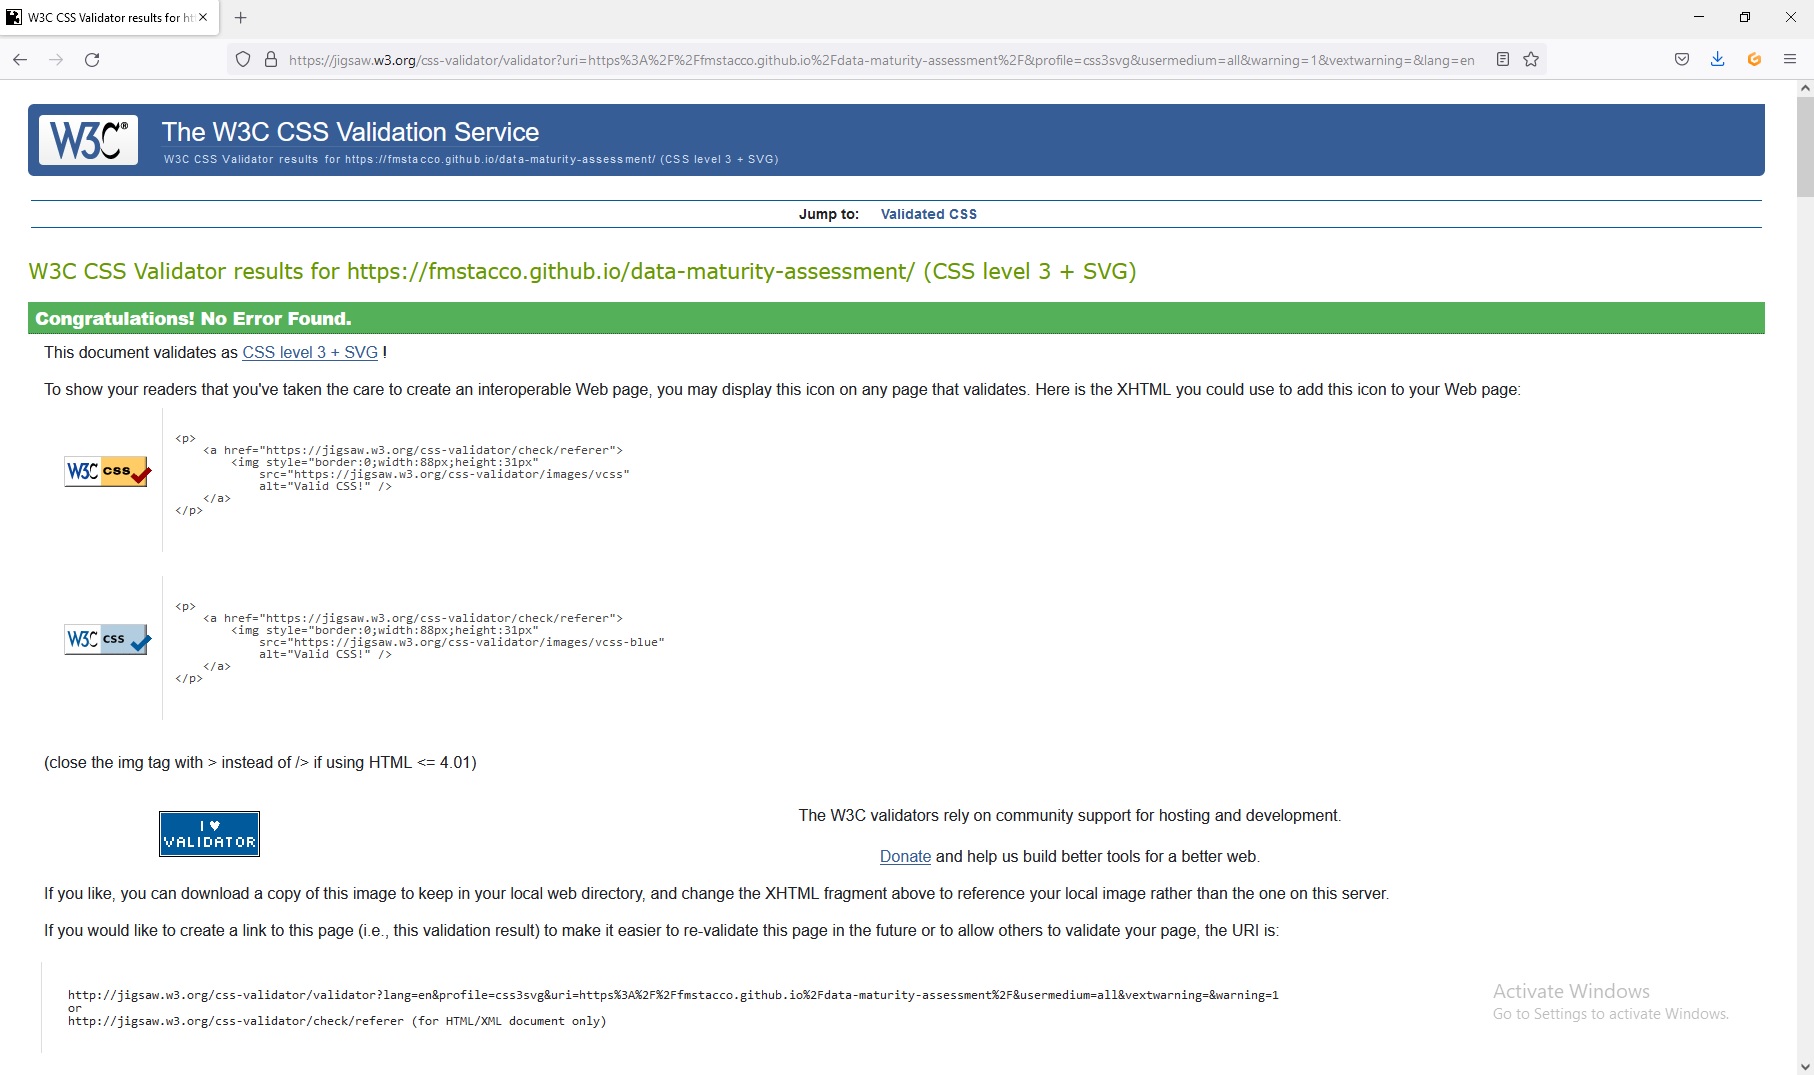 W3C CSS Validator results for ht
https://jigsaw.w3.org/css-validator/validator?uri=https%3A%2F%2Ffmstacco.github.io%2Fdata-maturity-assessment%2F&profile=css3svg&usermedium=all&warning=1&vextwarning=&lang=en
W3C®
The W3C CSS Validation Service
W3C CSS Validator results for https://fmstacco.github.io/data-maturity-assessment/ (CSS level 3 + SVG)
Jump to: Validated CSS
W3C CSS Validator results for https://fmstacco.github.io/data-maturity-assessment/ (CSS level 3 + SVG)
Congratulations! No Error Found.
This document validates as CSS level 3 + SVG !
To show your readers that you've taken the care to create an interoperable Web page, you may display this icon on any page that validates. Here is the XHTML you could use to add this icon to your Web page:
W3C css
<p>
<a href="https://jigsaw.w3.org/css-validator/check/referer">
<img style="border:0;width:88px;height:31px"
src="https://jigsaw.w3.org/css-validator/images/vcss"
alt="Valid CSS!" />
</a>
</p>
W3C css
<p>
<a href="https://jigsaw.w3.org/css-validator/check/referer">
<img style="border:0;width:88px;height:31px"
src="https://jigsaw.w3.org/css-validator/images/vcss-blue"
alt="Valid CSS!" />
</a>
</p>
(close the img tag with > instead of /> if using HTML <= 4.01)
I ♥
VALIDATOR
The W3C validators rely on community support for hosting and development.
Donate and help us build better tools for a better web.
If you like, you can download a copy of this image to keep in your local web directory, and change the XHTML fragment above to reference your local image rather than the one on this server.
If you would like to create a link to this page (i.e., this validation result) to make it easier to re-validate this page in the future or to allow others to validate your page, the URI is:
http://jigsaw.w3.org/css-validator/validator?lang=en&profile=css3svg&uri=https%3A%2F%2Ffmstacco.github.io%2Fdata-maturity-assessment%2F&usermedium=all&vextwarning=&warning=1
or
http://jigsaw.w3.org/css-validator/check/referer (for HTML/XML document only)
Activate Windows
Go to Settings to activate Windows.